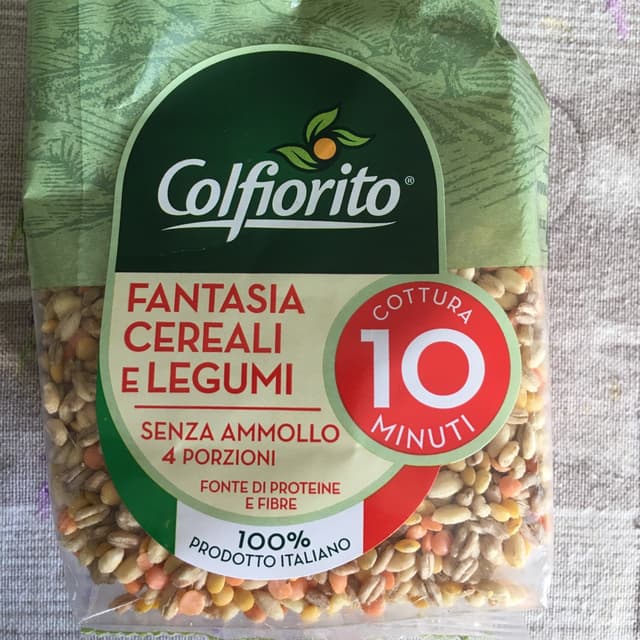 Colfiorito®
FANTASIA
CEREALI
E LEGUMI
COTTURA
10
MINUTI
SENZA AMMOLLO
4 PORZIONI
FONTE DI PROTEINE
E FIBRE
100%
PRODOTTO ITALIANO